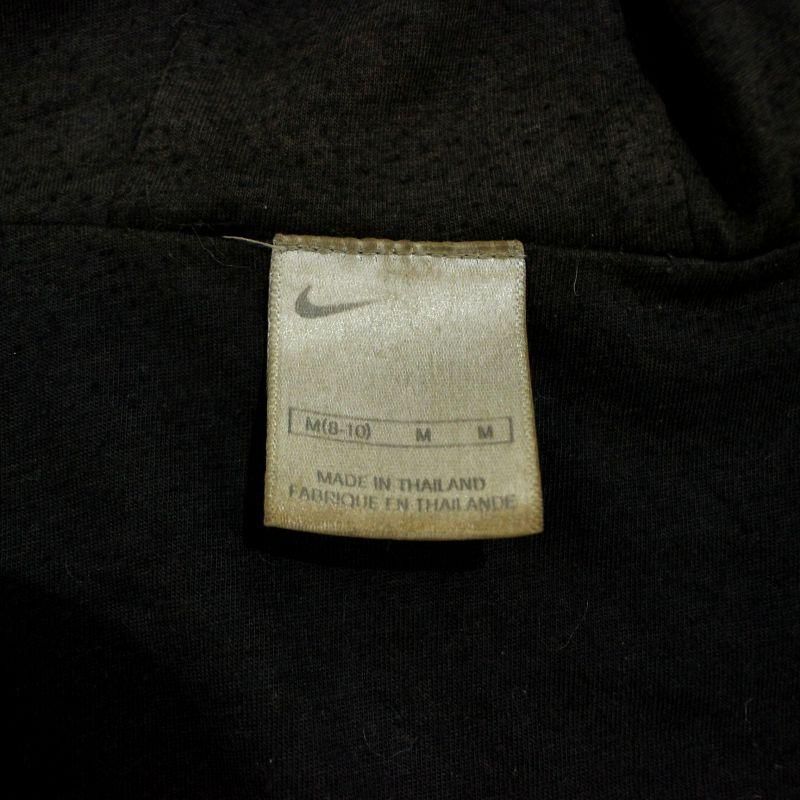 M(8-10) M M
MADE IN THAILAND
FABRIQUE EN THAILANDE